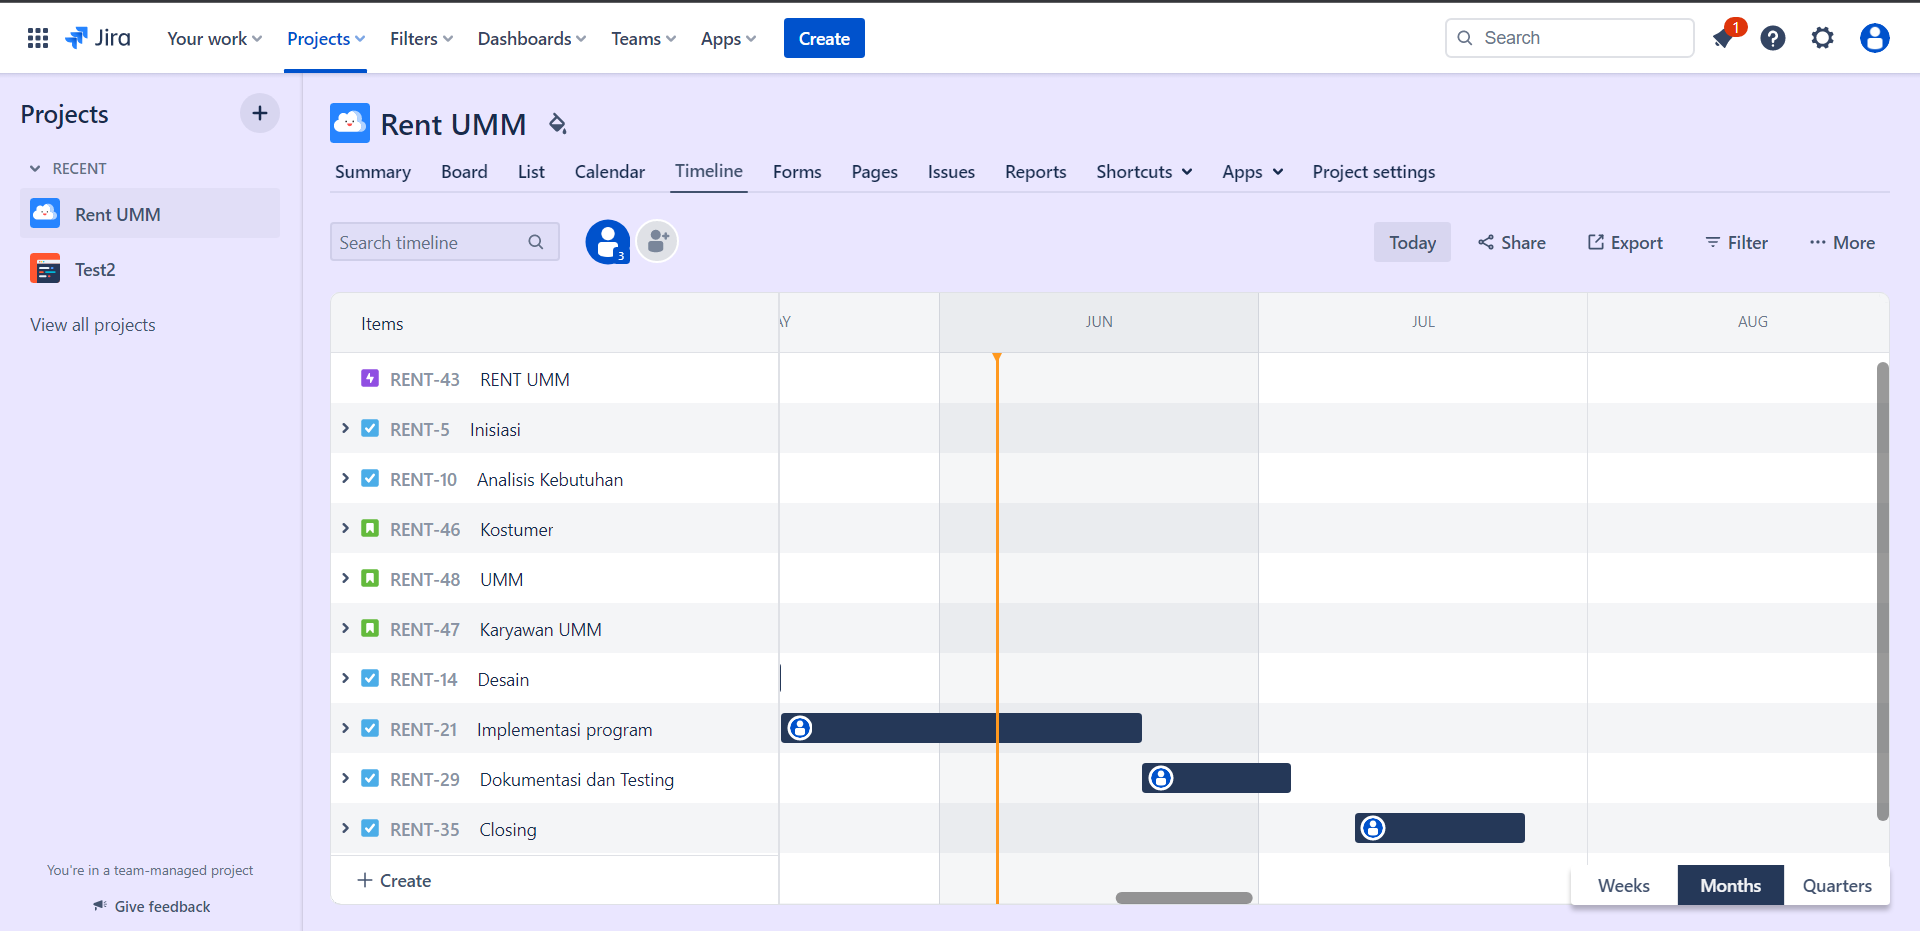 Jira Your work Projects Filters Dashboards Teams Apps Create Search 1
Projects
RECENT
Rent UMM
Test2
View all projects
You're in a team-managed project
Give feedback
Rent UMM
Summary Board List Calendar Timeline Forms Pages Issues Reports Shortcuts Apps Project settings
Search timeline 3 Today Share Export Filter More
Items AY JUN JUL AUG
RENT-43 RENT UMM
RENT-5 Inisiasi
RENT-10 Analisis Kebutuhan
RENT-46 Kostumer
RENT-48 UMM
RENT-47 Karyawan UMM
RENT-14 Desain
RENT-21 Implementasi program
RENT-29 Dokumentasi dan Testing
RENT-35 Closing
+ Create
Weeks Months Quarters